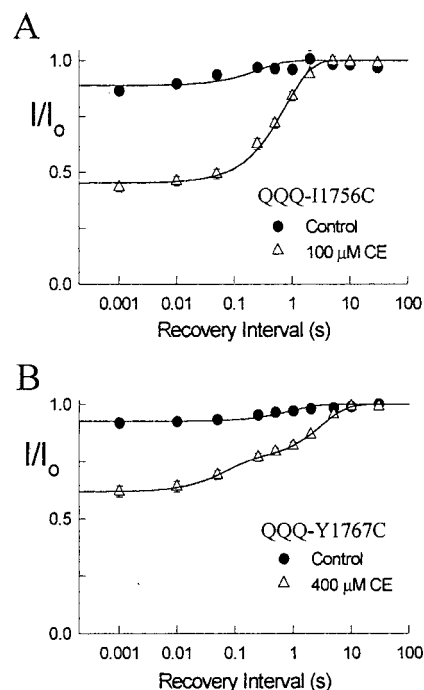 A
1.0
0.5
0.0
I/Io
QQQ-I1756C
Control
100 μM CE
0.001 0.01 0.1 1 10 100
Recovery Interval (s)
B
1.0
0.5
0.0
I/Io
QQQ-Y1767C
Control
400 μM CE
0.001 0.01 0.1 1 10 100
Recovery Interval (s)